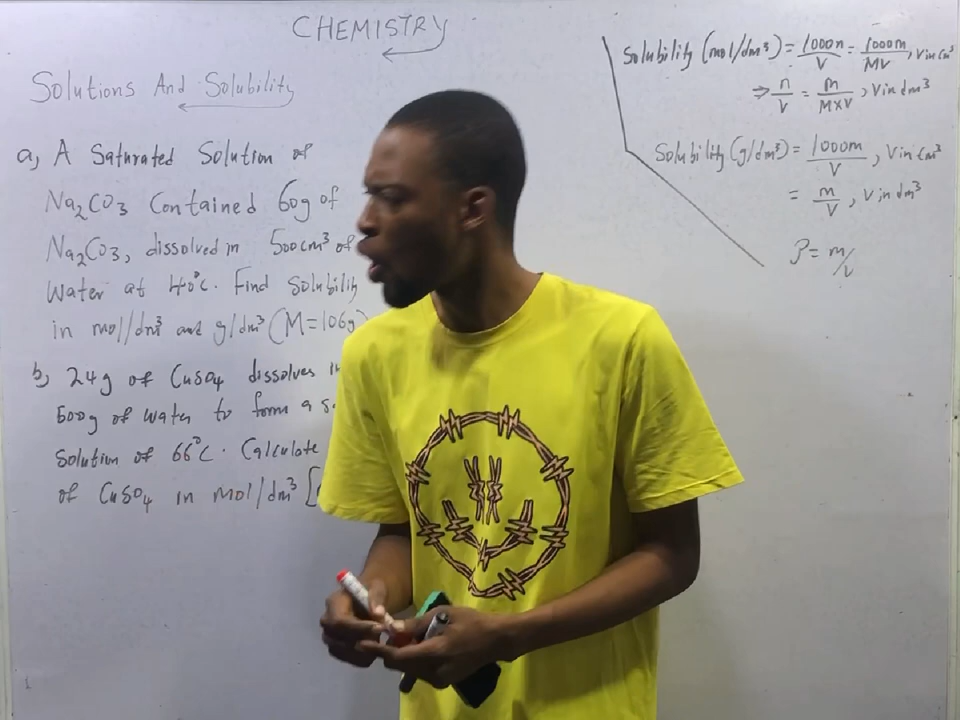 CHEMISTRY
Solutions And Solubility
a, A Saturated Solution of
Na₂CO₃ Contained 60g of
Na₂CO₃, dissolved in 500cm³ of
Water at 40°C. Find Solubility
in mol/dm³ and g/dm³ (M=106g)
b, 24g of CuSO₄ dissolves in
600g of water to form a
Solution of 66°C. Calculate
of CuSO₄ in mol/dm³ [
Solubility (mol/dm³) = 1000n/V = 1000m/MV, V in cm³
⇒ n/V = m/M×V, V in dm³
Solubility (g/dm³) = 1000m/V, V in cm³
= m/V, V in dm³
ρ = m/v